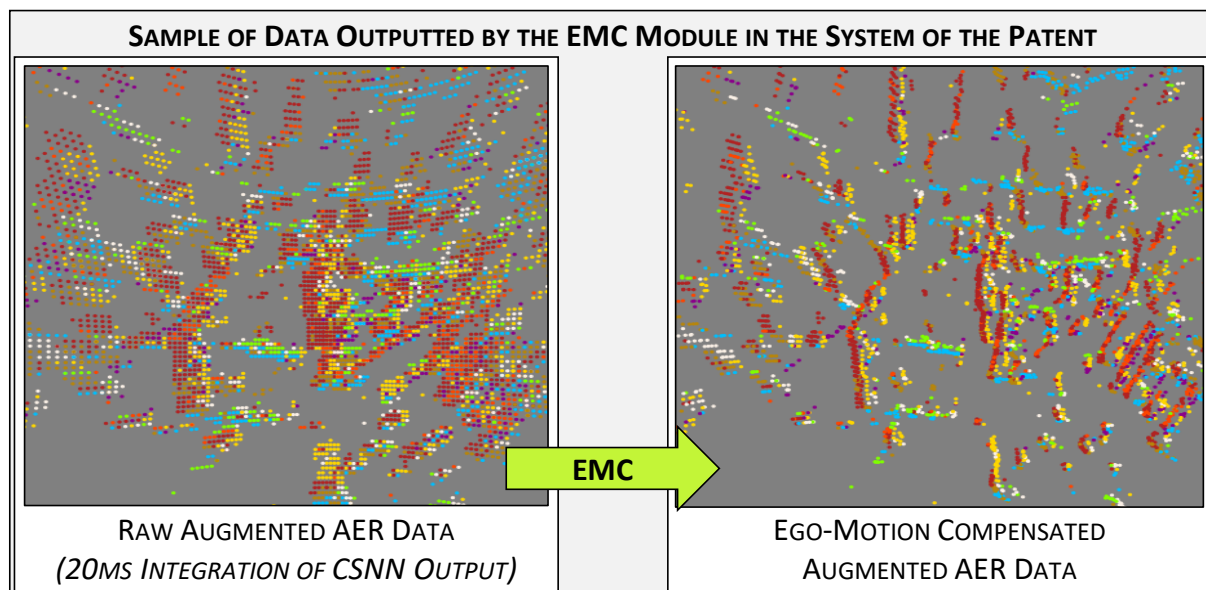 SAMPLE OF DATA OUTPUTTED BY THE EMC MODULE IN THE SYSTEM OF THE PATENT
EMC
RAW AUGMENTED AER DATA
(20MS INTEGRATION OF CSNN OUTPUT)
EGO-MOTION COMPENSATED
AUGMENTED AER DATA